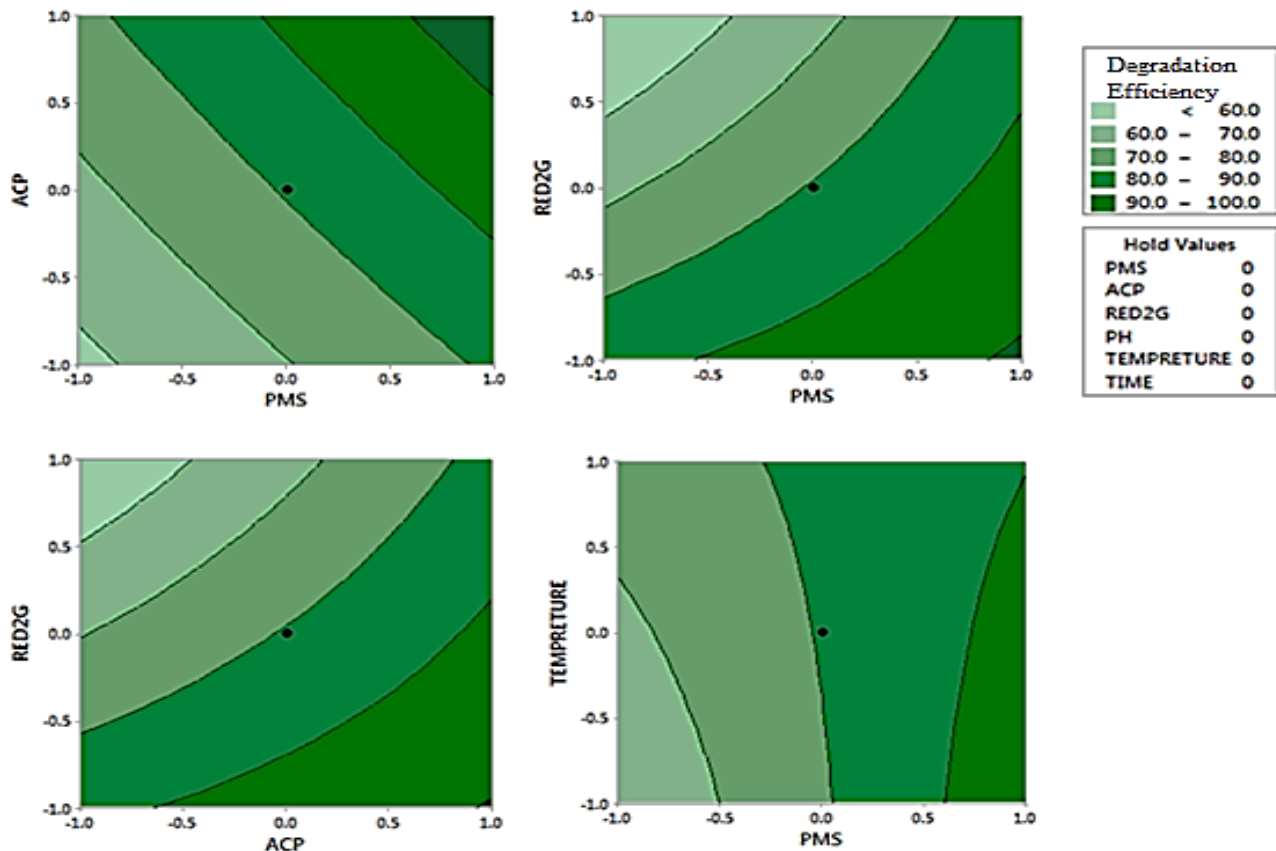 1.0
0.5
0.0
-0.5
-1.0
ACP
-1.0 -0.5 0.0 0.5 1.0
PMS
1.0
0.5
0.0
-0.5
-1.0
RED2G
-1.0 -0.5 0.0 0.5 1.0
PMS
Degradation
Efficiency
< 60.0
60.0 – 70.0
70.0 – 80.0
80.0 – 90.0
90.0 – 100.0
Hold Values
PMS 0
ACP 0
RED2G 0
PH 0
TEMPRETURE 0
TIME 0
1.0
0.5
0.0
-0.5
-1.0
RED2G
-1.0 -0.5 0.0 0.5 1.0
ACP
1.0
0.5
0.0
-0.5
-1.0
TEMPRETURE
-1.0 -0.5 0.0 0.5 1.0
PMS